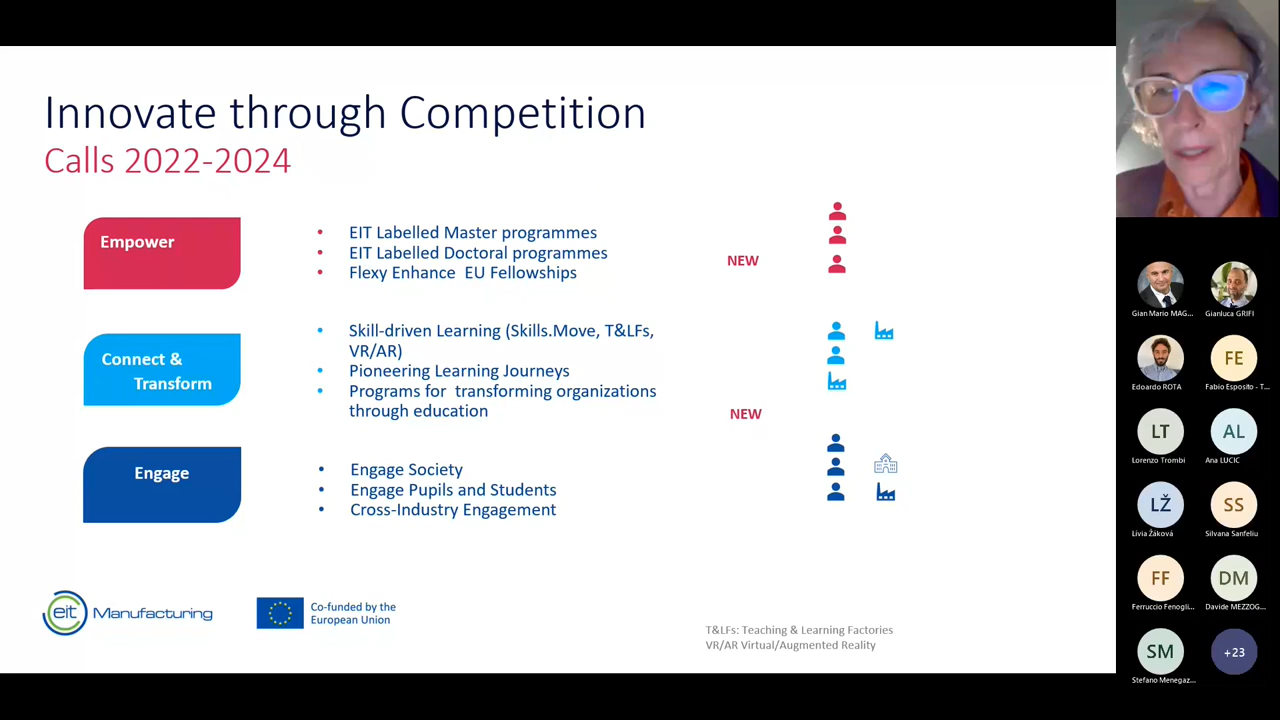 Innovate through Competition
Calls 2022-2024
Empower
• EIT Labelled Master programmes
• EIT Labelled Doctoral programmes
• Flexy Enhance EU Fellowships
NEW
Connect &
Transform
• Skill-driven Learning (Skills.Move, T&LFs,
VR/AR)
• Pioneering Learning Journeys
• Programs for transforming organizations
through education
NEW
Engage
• Engage Society
• Engage Pupils and Students
• Cross-Industry Engagement
eit Manufacturing
Co-funded by the
European Union
T&LFs: Teaching & Learning Factories
VR/AR Virtual/Augmented Reality
Gian Mario MAG...
Gianluca GRIFI
Edoardo ROTA
FE
Fabio Esposito - T...
LT
Lorenzo Trombi
AL
Ana LUCIC
LŽ
Lívia Žáková
SS
Silvana Sanfeliu
FF
Ferruccio Fenogli...
DM
Davide MEZZOG...
SM
Stefano Menegaz...
+23